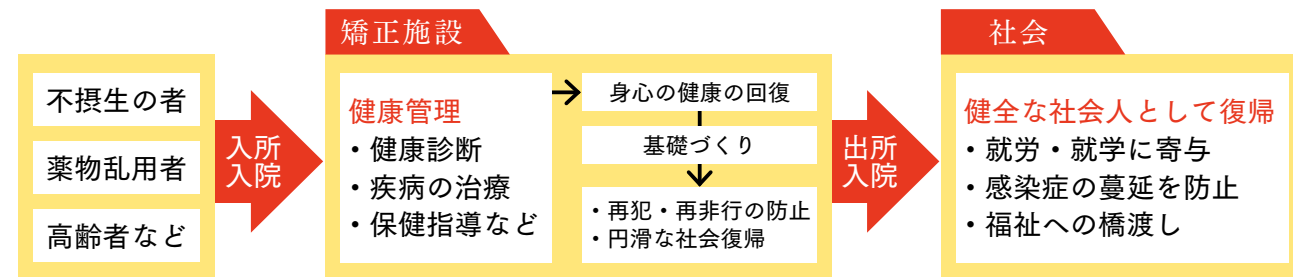 不摂生の者
薬物乱用者
高齢者など
入所
入院
矯正施設
健康管理
・健康診断
・疾病の治療
・保健指導など
身心の健康の回復
基礎づくり
・再犯・再非行の防止
・円滑な社会復帰
出所
入院
社会
健全な社会人として復帰
・就労・就学に寄与
・感染症の蔓延を防止
・福祉への橋渡し